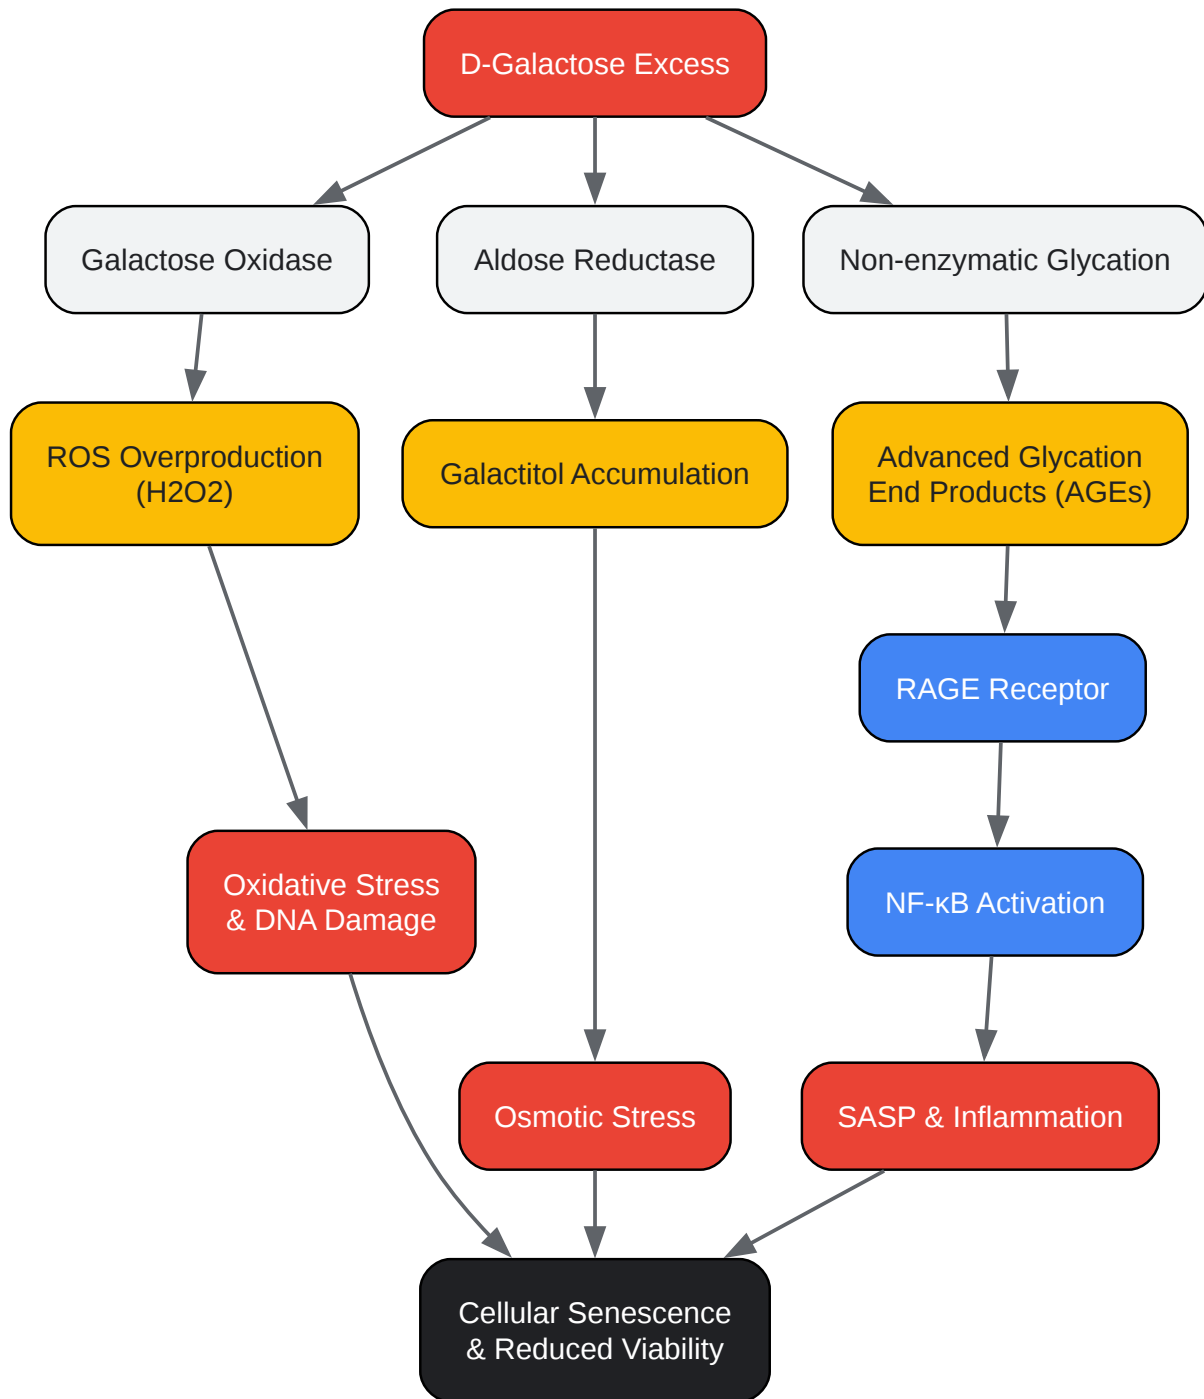 D-Galactose Excess
Galactose Oxidase
Aldose Reductase
Non-enzymatic Glycation
ROS Overproduction
(H2O2)
Galactitol Accumulation
Advanced Glycation
End Products (AGEs)
RAGE Receptor
Oxidative Stress
& DNA Damage
NF-κB Activation
Osmotic Stress
SASP & Inflammation
Cellular Senescence
& Reduced Viability